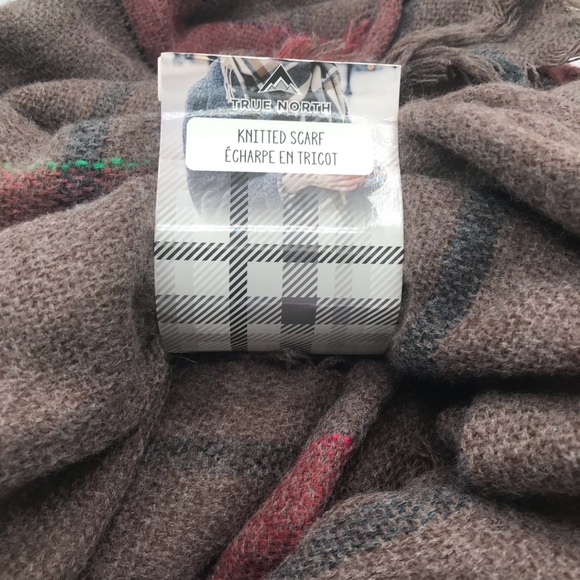 TRUE NORTH
KNITTED SCARF
ÉCHARPE EN TRICOT